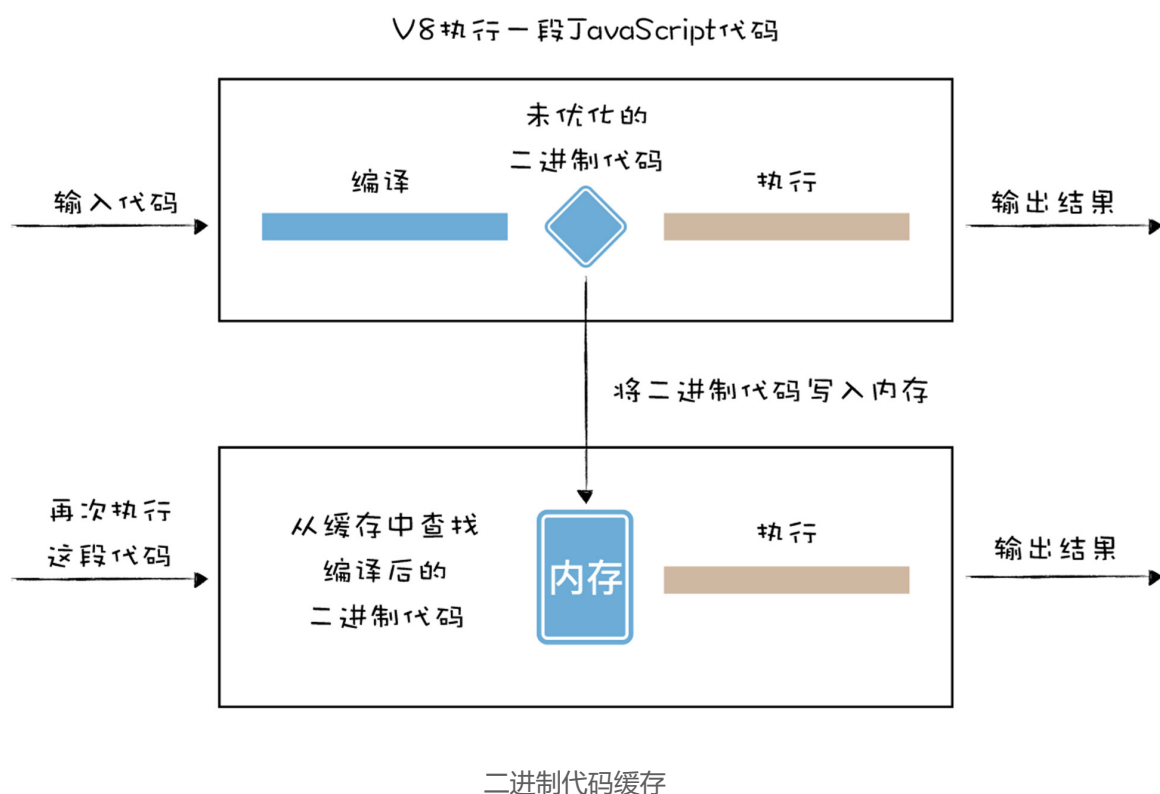 V8执行一段JavaScript代码
未优化的
二进制代码
编译
执行
输入代码
输出结果
将二进制代码写入内存
再次执行
这段代码
从缓存中查找
编译后的
二进制代码
内存
执行
输出结果
二进制代码缓存